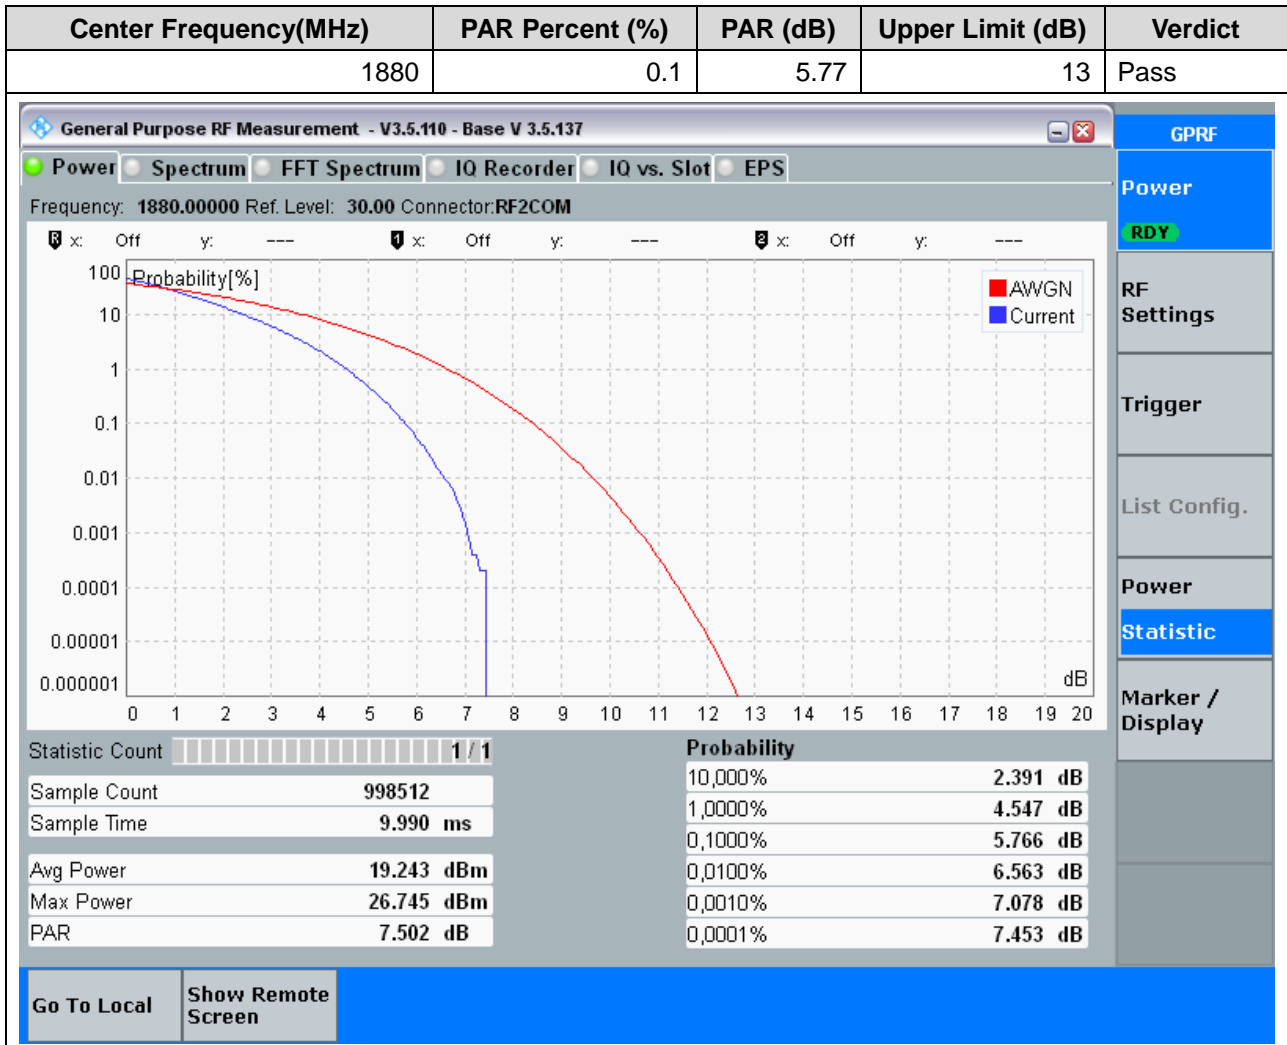 Center Frequency(MHz) PAR Percent (%) PAR (dB) Upper Limit (dB) Verdict
1880 0.1 5.77 13 Pass
General Purpose RF Measurement - V3.5.110 - Base V 3.5.137
GPRF
Power Spectrum FFT Spectrum IQ Recorder IQ vs. Slot EPS
Frequency: 1880.00000 Ref. Level: 30.00 Connector:RF2COM
R x: Off y: --- 1 x: Off y: --- 2 x: Off y: ---
Probability[%]
AWGN
Current
100
10
1
0.1
0.01
0.001
0.0001
0.00001
0.000001
dB
0 1 2 3 4 5 6 7 8 9 10 11 12 13 14 15 16 17 18 19 20
Statistic Count 1 / 1
Sample Count 998512
Sample Time 9.990 ms
Avg Power 19.243 dBm
Max Power 26.745 dBm
PAR 7.502 dB
Probability
10,000% 2.391 dB
1,0000% 4.547 dB
0,1000% 5.766 dB
0,0100% 6.563 dB
0,0010% 7.078 dB
0,0001% 7.453 dB
Power
RDY
RF
Settings
Trigger
List Config.
Power
Statistic
Marker /
Display
Go To Local
Show Remote
Screen